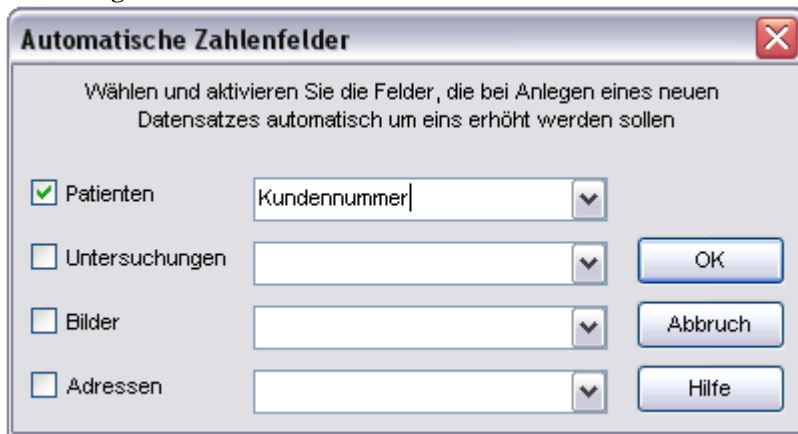 Automatische Zahlenfelder
Wählen und aktivieren Sie die Felder, die bei Anlegen eines neuen
Datensatzes automatisch um eins erhöht werden sollen
Patienten
Kundennummer
Untersuchungen
OK
Bilder
Abbruch
Adressen
Hilfe